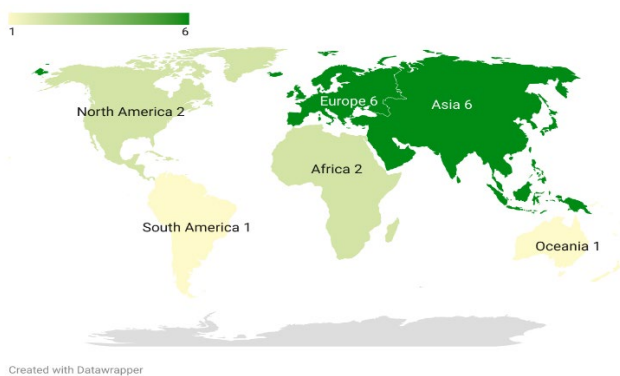 1 6
North America 2
Europe 6
Asia 6
Africa 2
South America 1
Oceania 1
Created with Datawrapper